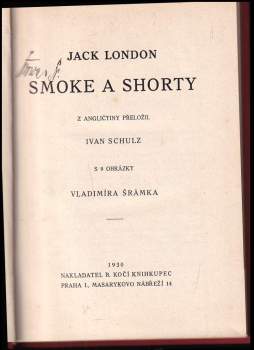 JACK LONDON
SMOKE A SHORTY
Z ANGLIČTINY PŘELOŽIL
IVAN SCHULZ
S 9 OBRÁZKY
VLADIMÍRA ŠRÁMKA
1930
NAKLADATEL B. KOČÍ KNIHKUPEC
PRAHA I, MASARYKOVO NÁBŘEŽÍ 14